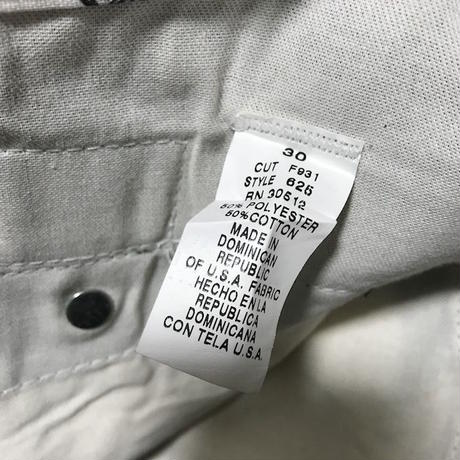 30
CUT F931
STYLE 625
RN 30512
50% POLYESTER
50% COTTON
MADE IN
DOMINICAN
REPUBLIC
OF U.S.A. FABRIC
HECHO EN LA
REPUBLICA
DOMINICANA
CON TELA U.S.A.